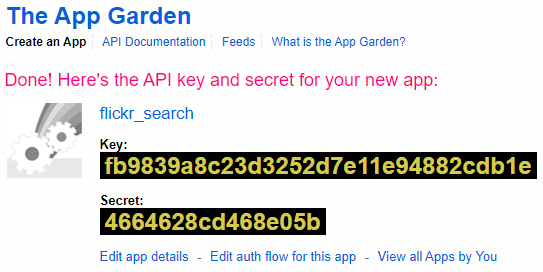 The App Garden
Create an App API Documentation Feeds What is the App Garden?
Done! Here's the API key and secret for your new app:
flickr_search
Key:
fb9839a8c23d3252d7e11e94882cdb1e
Secret:
4664628cd468e05b
Edit app details - Edit auth flow for this app - View all Apps by You